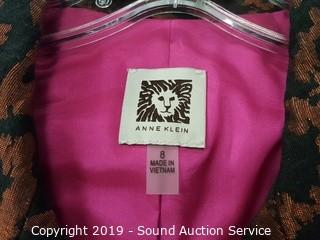 ANNE KLEIN
8
MADE IN
VIETNAM
Copyright 2019 - Sound Auction Service